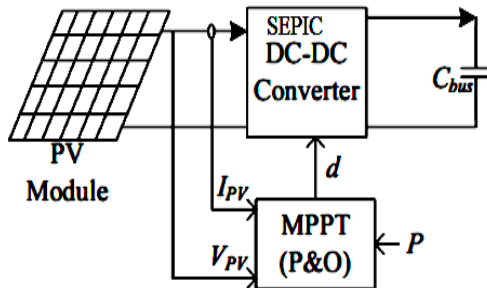 SEPIC
DC-DC
Converter
C_bus
PV
Module
d
I_PV
MPPT
(P&O)
P
V_PV